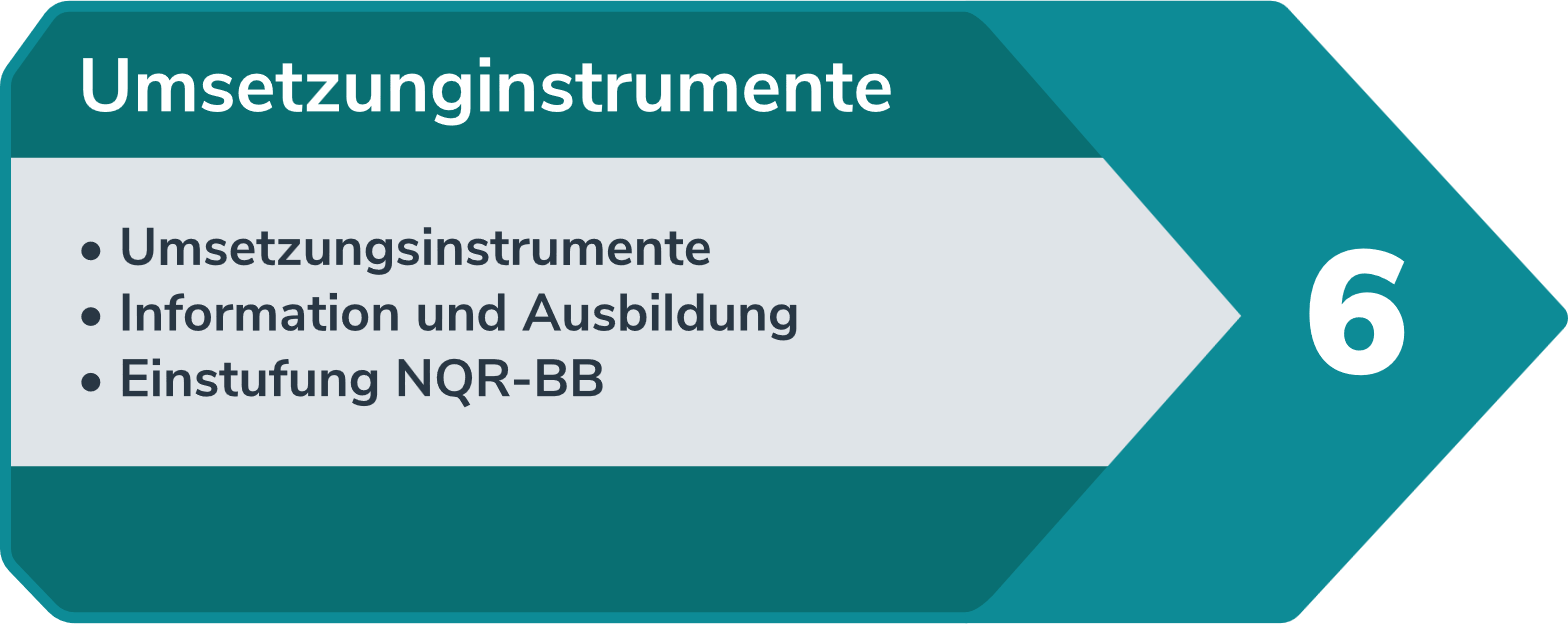 Umsetzunginstrumente
• Umsetzungsinstrumente
• Information und Ausbildung
• Einstufung NQR-BB
6